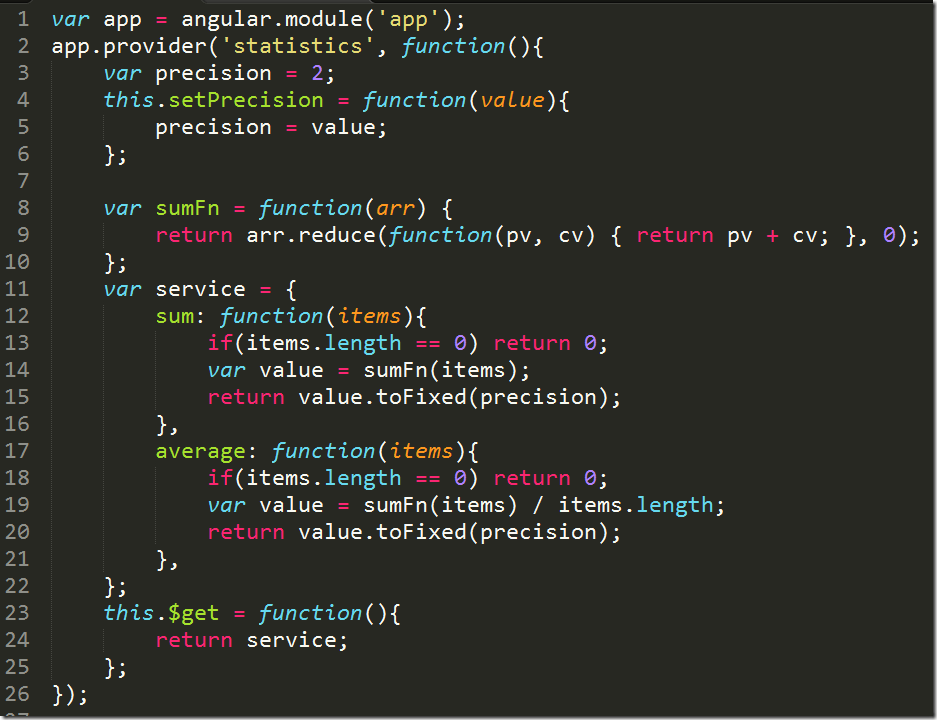 1 var app = angular.module('app');
2 app.provider('statistics', function(){
3     var precision = 2;
4     this.setPrecision = function(value){
5         precision = value;
6     };
7
8     var sumFn = function(arr) {
9         return arr.reduce(function(pv, cv) { return pv + cv; }, 0);
10     };
11     var service = {
12         sum: function(items){
13             if(items.length == 0) return 0;
14             var value = sumFn(items);
15             return value.toFixed(precision);
16         },
17         average: function(items){
18             if(items.length == 0) return 0;
19             var value = sumFn(items) / items.length;
20             return value.toFixed(precision);
21         },
22     };
23     this.$get = function(){
24         return service;
25     };
26 });